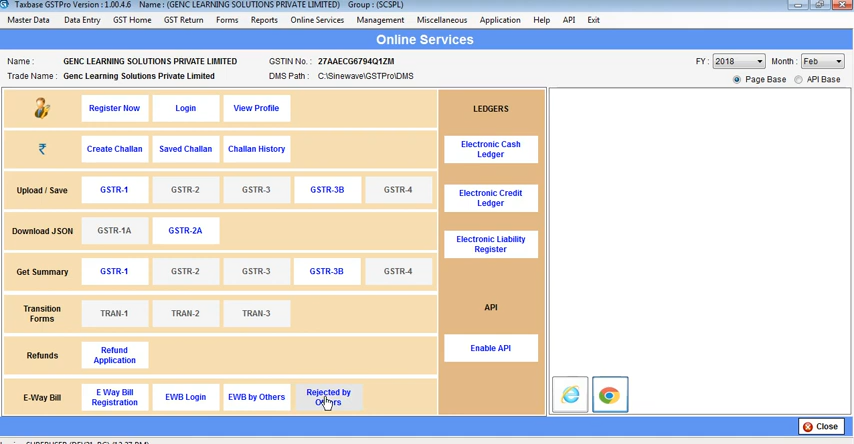 Taxbase GSTPro Version : 1.00.4.6 Name : (GENC LEARNING SOLUTIONS PRIVATE LIMITED) Group : (SCSPL)
Master Data Data Entry GST Home GST Return Forms Reports Online Services Management Miscellaneous Application Help API Exit
Online Services
Name : GENC LEARNING SOLUTIONS PRIVATE LIMITED GSTIN No. : 27AAECG6794Q1ZM FY : 2018 Month : Feb
Trade Name : Genc Learning Solutions Private Limited DMS Path : C:\Sinewave\GSTPro\DMS Page Base API Base
Register Now Login View Profile
₹ Create Challan Saved Challan Challan History
Upload / Save GSTR-1 GSTR-2 GSTR-3 GSTR-3B GSTR-4
Download JSON GSTR-1A GSTR-2A
Get Summary GSTR-1 GSTR-2 GSTR-3 GSTR-3B GSTR-4
Transition
Forms
TRAN-1 TRAN-2 TRAN-3
Refunds
Refund
Application
E-Way Bill
E Way Bill
Registration
EWB Login EWB by Others
Rejected by
Others
LEDGERS
Electronic Cash
Ledger
Electronic Credit
Ledger
Electronic Liability
Register
API
Enable API
Close